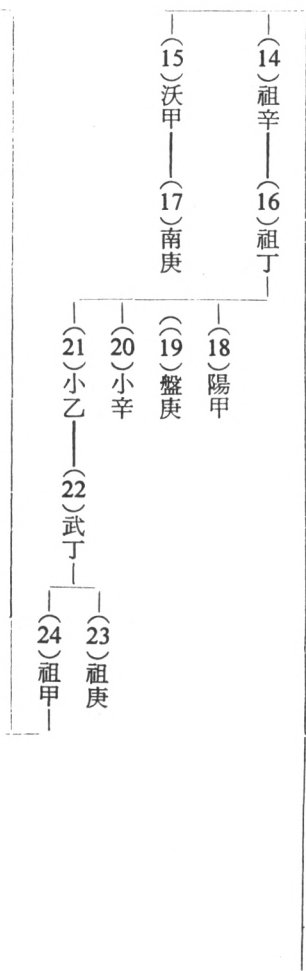 (14)祖辛——(16)祖丁
(15)沃甲——(17)南庚
(18)陽甲
((19)盤庚
(20)小辛
(21)小乙——(22)武丁
(23)祖庚
(24)祖甲